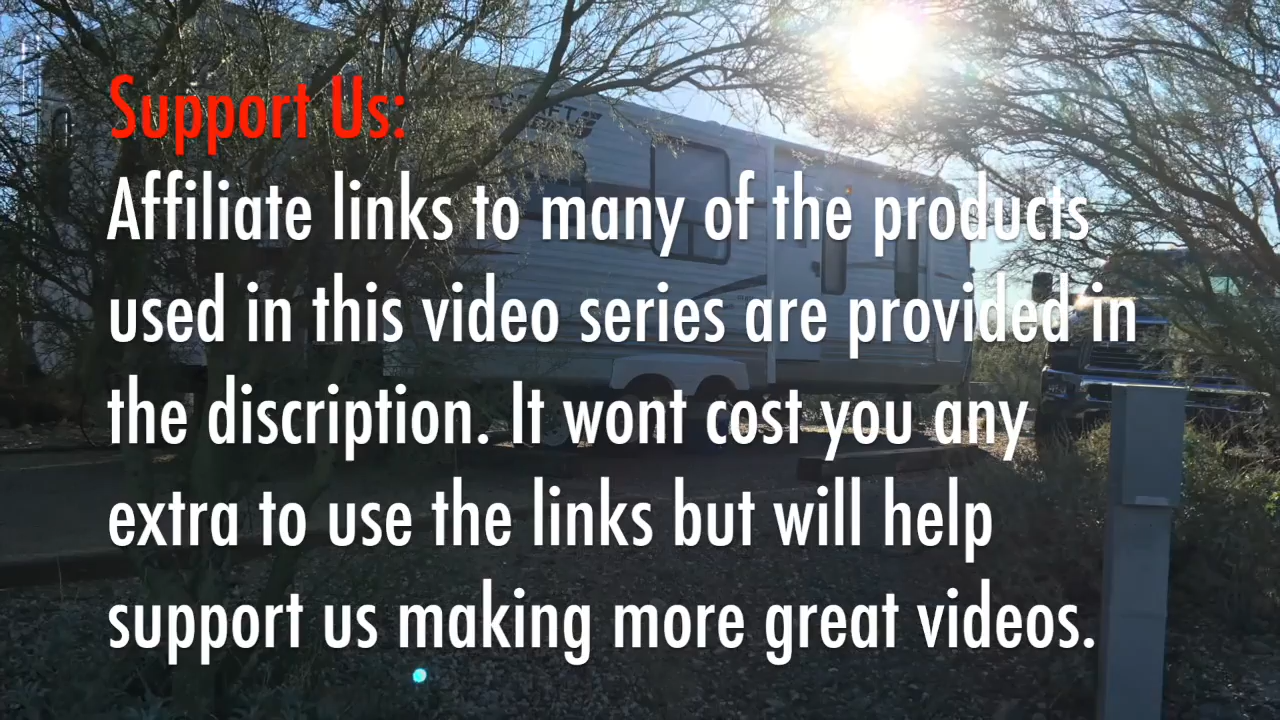 Support Us:
Affiliate links to many of the products
used in this video series are provided in
the discription. It wont cost you any
extra to use the links but will help
support us making more great videos.